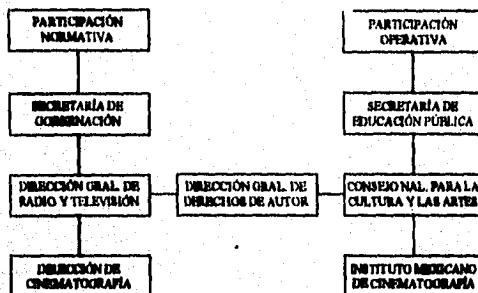 PARTICIPACIÓN
NORMATIVA
PARTICIPACIÓN
OPERATIVA
SECRETARÍA DE
GOBERNACIÓN
SECRETARÍA DE
EDUCACIÓN PÚBLICA
DIRECCIÓN GRAL. DE
RADIO Y TELEVISIÓN
DIRECCIÓN GRAL. DE
DERECHOS DE AUTOR
CONSEJO NAL. PARA LA
CULTURA Y LAS ARTES
DIRECCIÓN DE
CINEMATOGRAFÍA
INSTITUTO MEXICANO
DE CINEMATOGRAFÍA